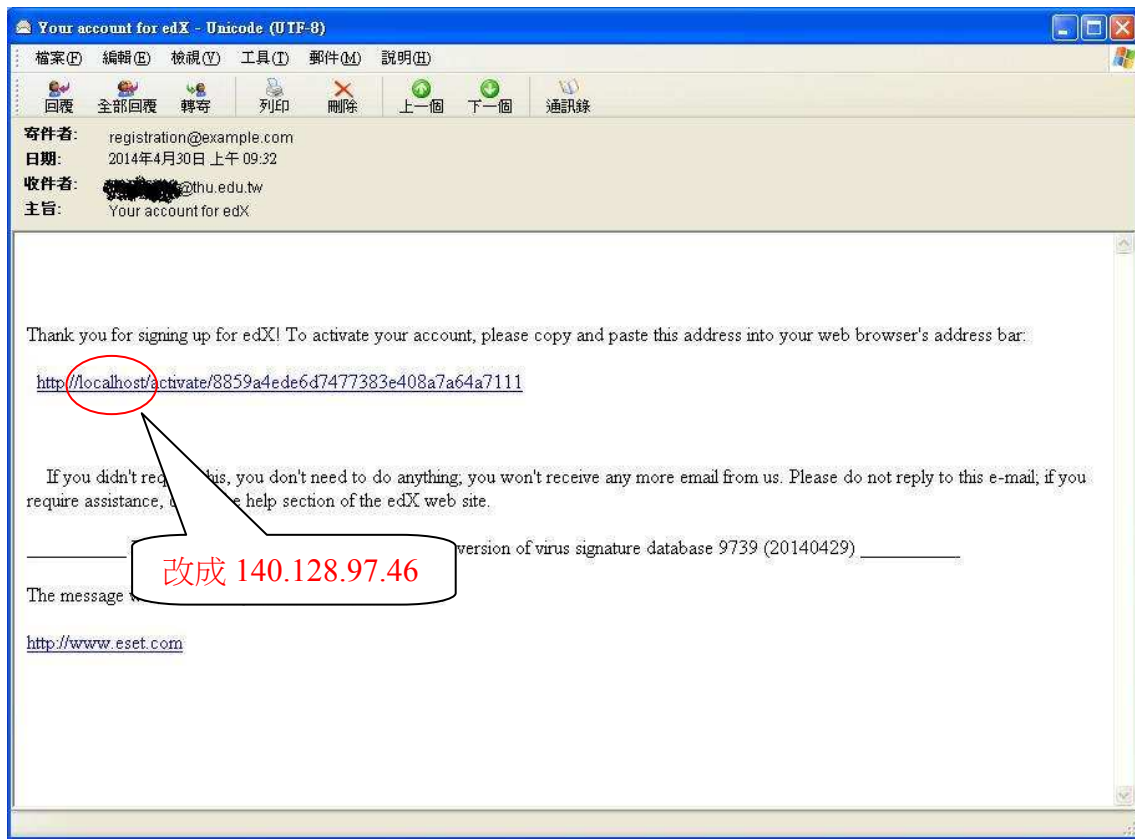 Your account for edX - Unicode (UTF-8)
檔案(F) 編輯(E) 檢視(V) 工具(T) 郵件(M) 說明(H)
回覆 全部回覆 轉寄 列印 刪除 上一個 下一個 通訊錄
寄件者: registration@example.com
日期: 2014年4月30日 上午 09:32
收件者: @thu.edu.tw
主旨: Your account for edX
Thank you for signing up for edX! To activate your account, please copy and paste this address into your web browser's address bar:
http://localhost/activate/8859a4ede6d7477383e408a7a64a7111
If you didn't req his, you don't need to do anything; you won't receive any more email from us. Please do not reply to this e-mail; if you
require assistance, e help section of the edX web site.
__________ version of virus signature database 9739 (20140429) __________
改成 140.128.97.46
The message
http://www.eset.com